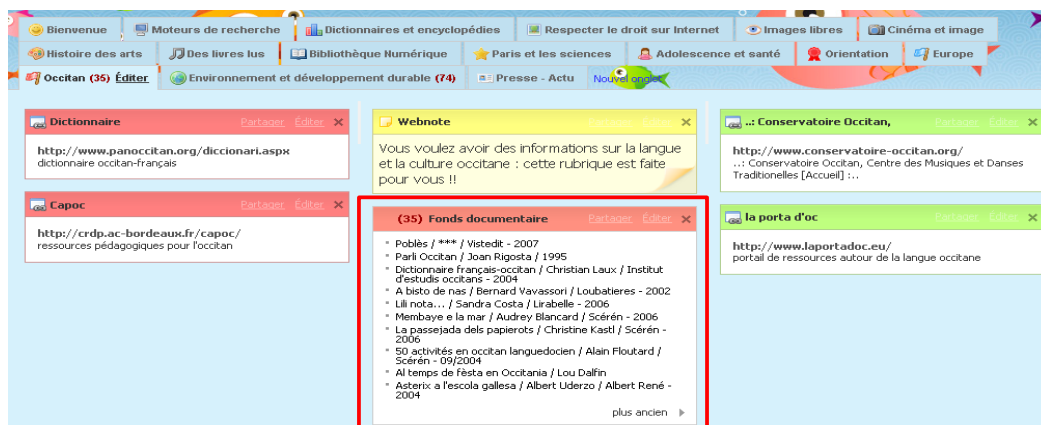 Bienvenue Moteurs de recherche Dictionnaires et encyclopédies Respecter le droit sur Internet Images libres Cinéma et image
Histoire des arts Des livres lus Bibliothèque Numérique Paris et les sciences Adolescence et santé Orientation Europe
Occitan (35) Éditer Environnement et développement durable (74) Presse - Actu Nouvel onglet
Dictionnaire Partager Éditer
http://www.panoccitan.org/diccionari.aspx
dictionnaire occitan-français
Capoc Partager Éditer
http://crdp.ac-bordeaux.fr/capoc/
ressources pédagogiques pour l'occitan
Webnote Partager Éditer
Vous voulez avoir des informations sur la langue
et la culture occitane : cette rubrique est faite
pour vous !!
(35) Fonds documentaire Partager Éditer
Poblès / *** / Vistedit - 2007
Parli Occitan / Joan Rigosta / 1995
Dictionnaire français-occitan / Christian Laux / Institut
d'estudis occitans - 2004
A bisto de nas / Bernard Vavassori / Loubatieres - 2002
Lili nota... / Sandra Costa / Lirabelle - 2006
Membaye e la mar / Audrey Blancard / Scérén - 2006
La passejada dels papierots / Christine Kastl / Scérén -
2006
50 activités en occitan languedocien / Alain Floutard /
Scérén - 09/2004
Al temps de fèsta en Occitania / Lou Dalfin
Asterix a l'escola gallesa / Albert Uderzo / Albert René -
2004
plus ancien
..: Conservatoire Occitan, Partager Éditer
http://www.conservatoire-occitan.org/
..: Conservatoire Occitan, Centre des Musiques et Danses
Traditionelles [Accueil] :..
la porta d'oc Partager Éditer
http://www.laportadoc.eu/
portail de ressources autour de la langue occitane